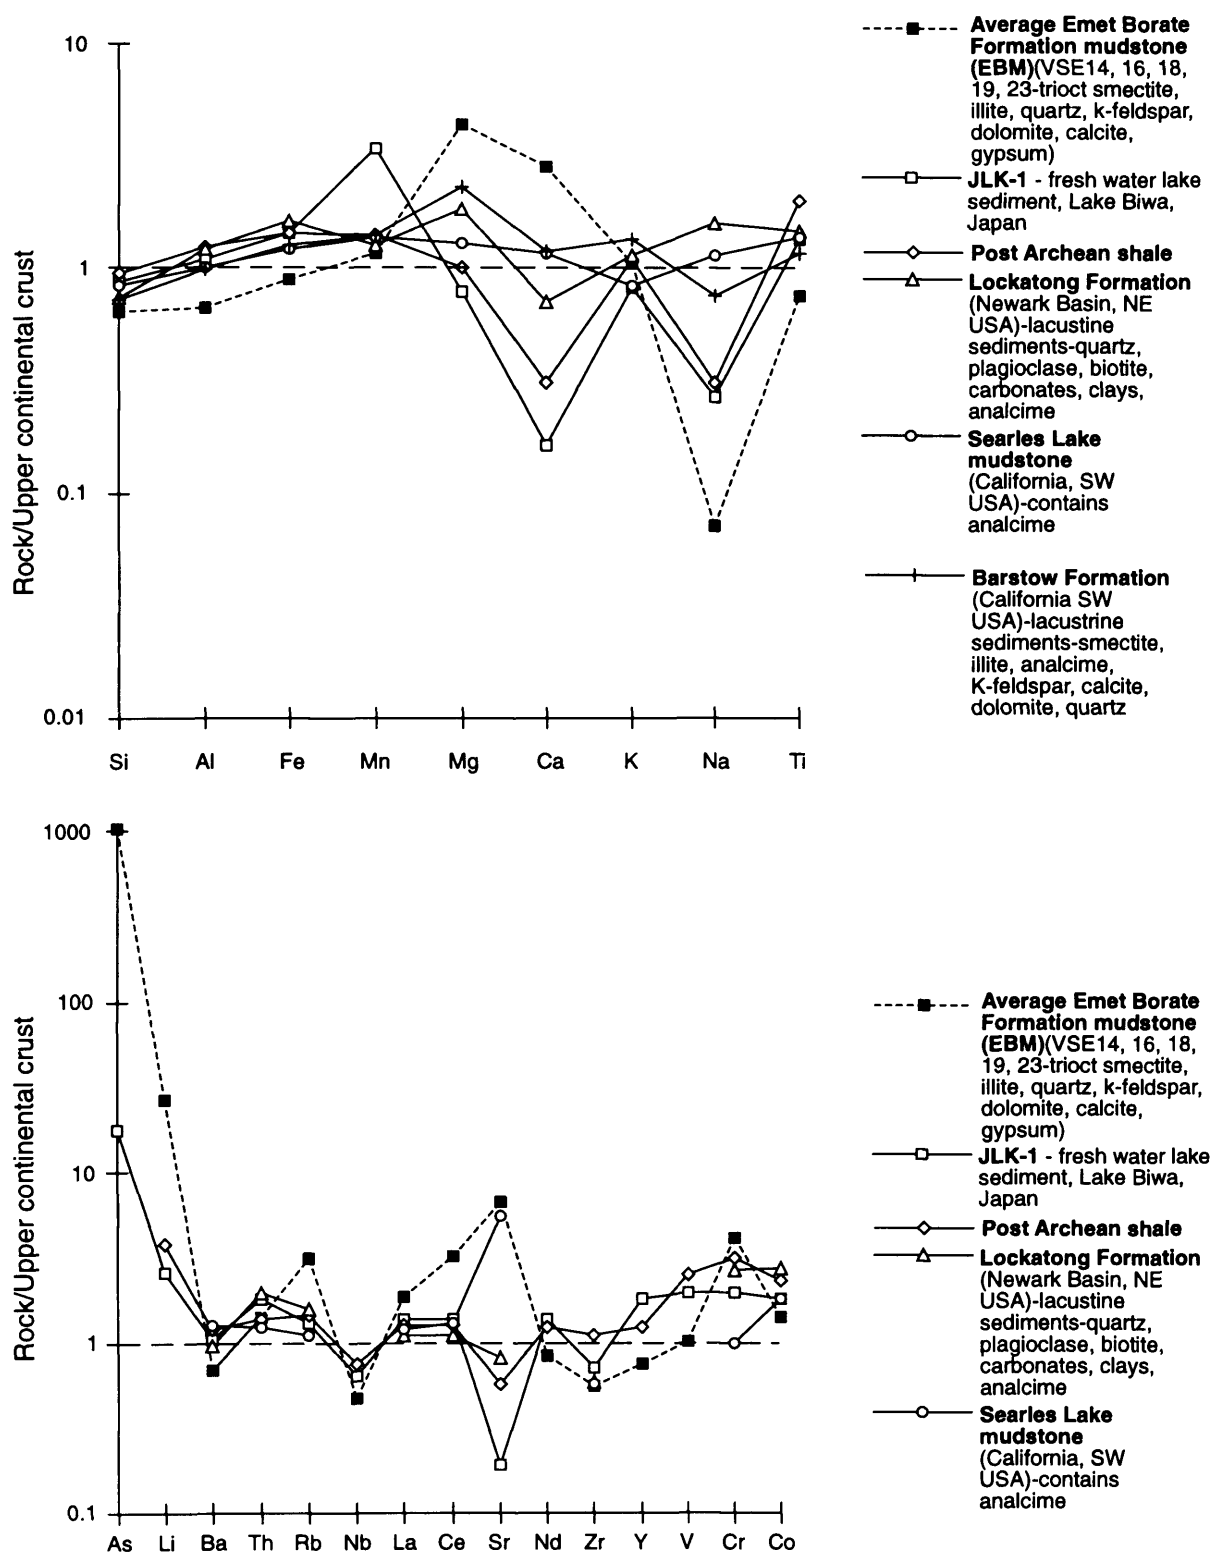 10
1
0.1
0.01
Rock/Upper continental crust
Si Al Fe Mn Mg Ca K Na Ti
Average Emet Borate
Formation mudstone
(EBM)(VSE14, 16, 18,
19, 23-trioct smectite,
illite, quartz, k-feldspar,
dolomite, calcite,
gypsum)
JLK-1 - fresh water lake
sediment, Lake Biwa,
Japan
Post Archean shale
Lockatong Formation
(Newark Basin, NE
USA)-lacustine
sediments-quartz,
plagioclase, biotite,
carbonates, clays,
analcime
Searles Lake
mudstone
(California, SW
USA)-contains
analcime
Barstow Formation
(California SW
USA)-lacustrine
sediments-smectite,
illite, analcime,
K-feldspar, calcite,
dolomite, quartz
1000
100
10
1
0.1
Rock/Upper continental crust
As Li Ba Th Rb Nb La Ce Sr Nd Zr Y V Cr Co
Average Emet Borate
Formation mudstone
(EBM)(VSE14, 16, 18,
19, 23-trioct smectite,
illite, quartz, k-feldspar,
dolomite, calcite,
gypsum)
JLK-1 - fresh water lake
sediment, Lake Biwa,
Japan
Post Archean shale
Lockatong Formation
(Newark Basin, NE
USA)-lacustine
sediments-quartz,
plagioclase, biotite,
carbonates, clays,
analcime
Searles Lake
mudstone
(California, SW
USA)-contains
analcime